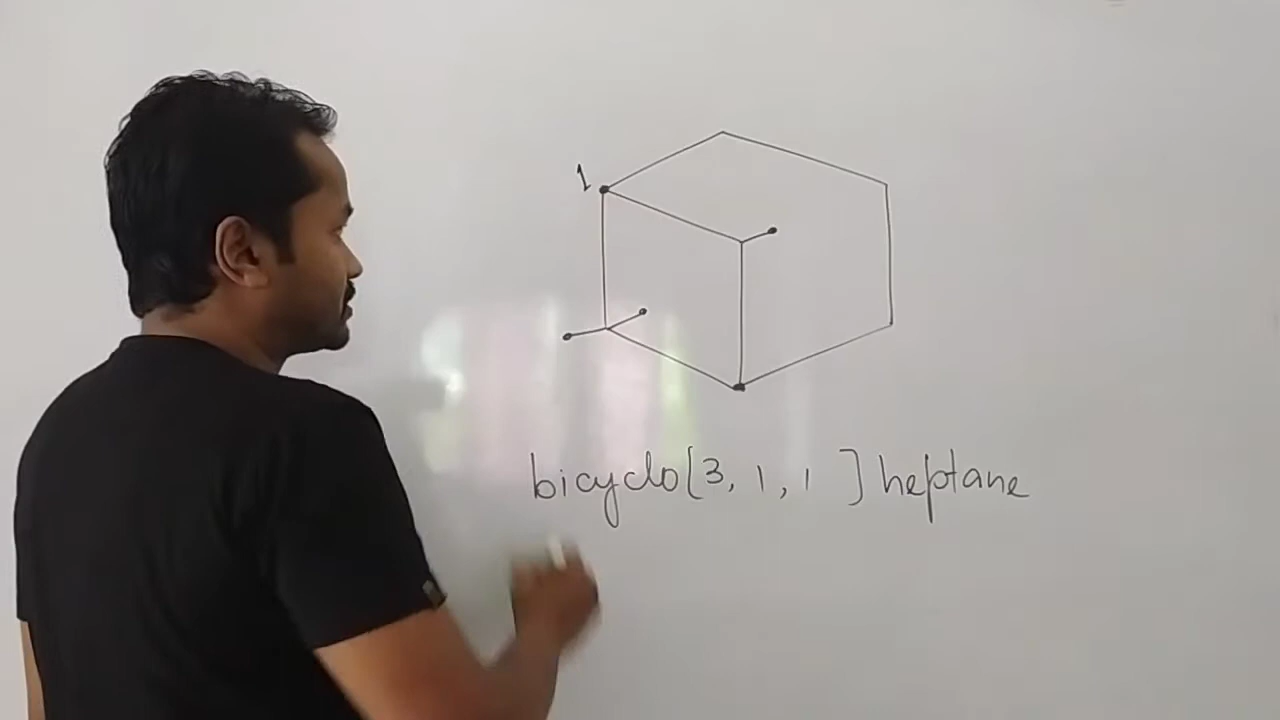 1
bicyclo[3, 1, 1 ] heptane